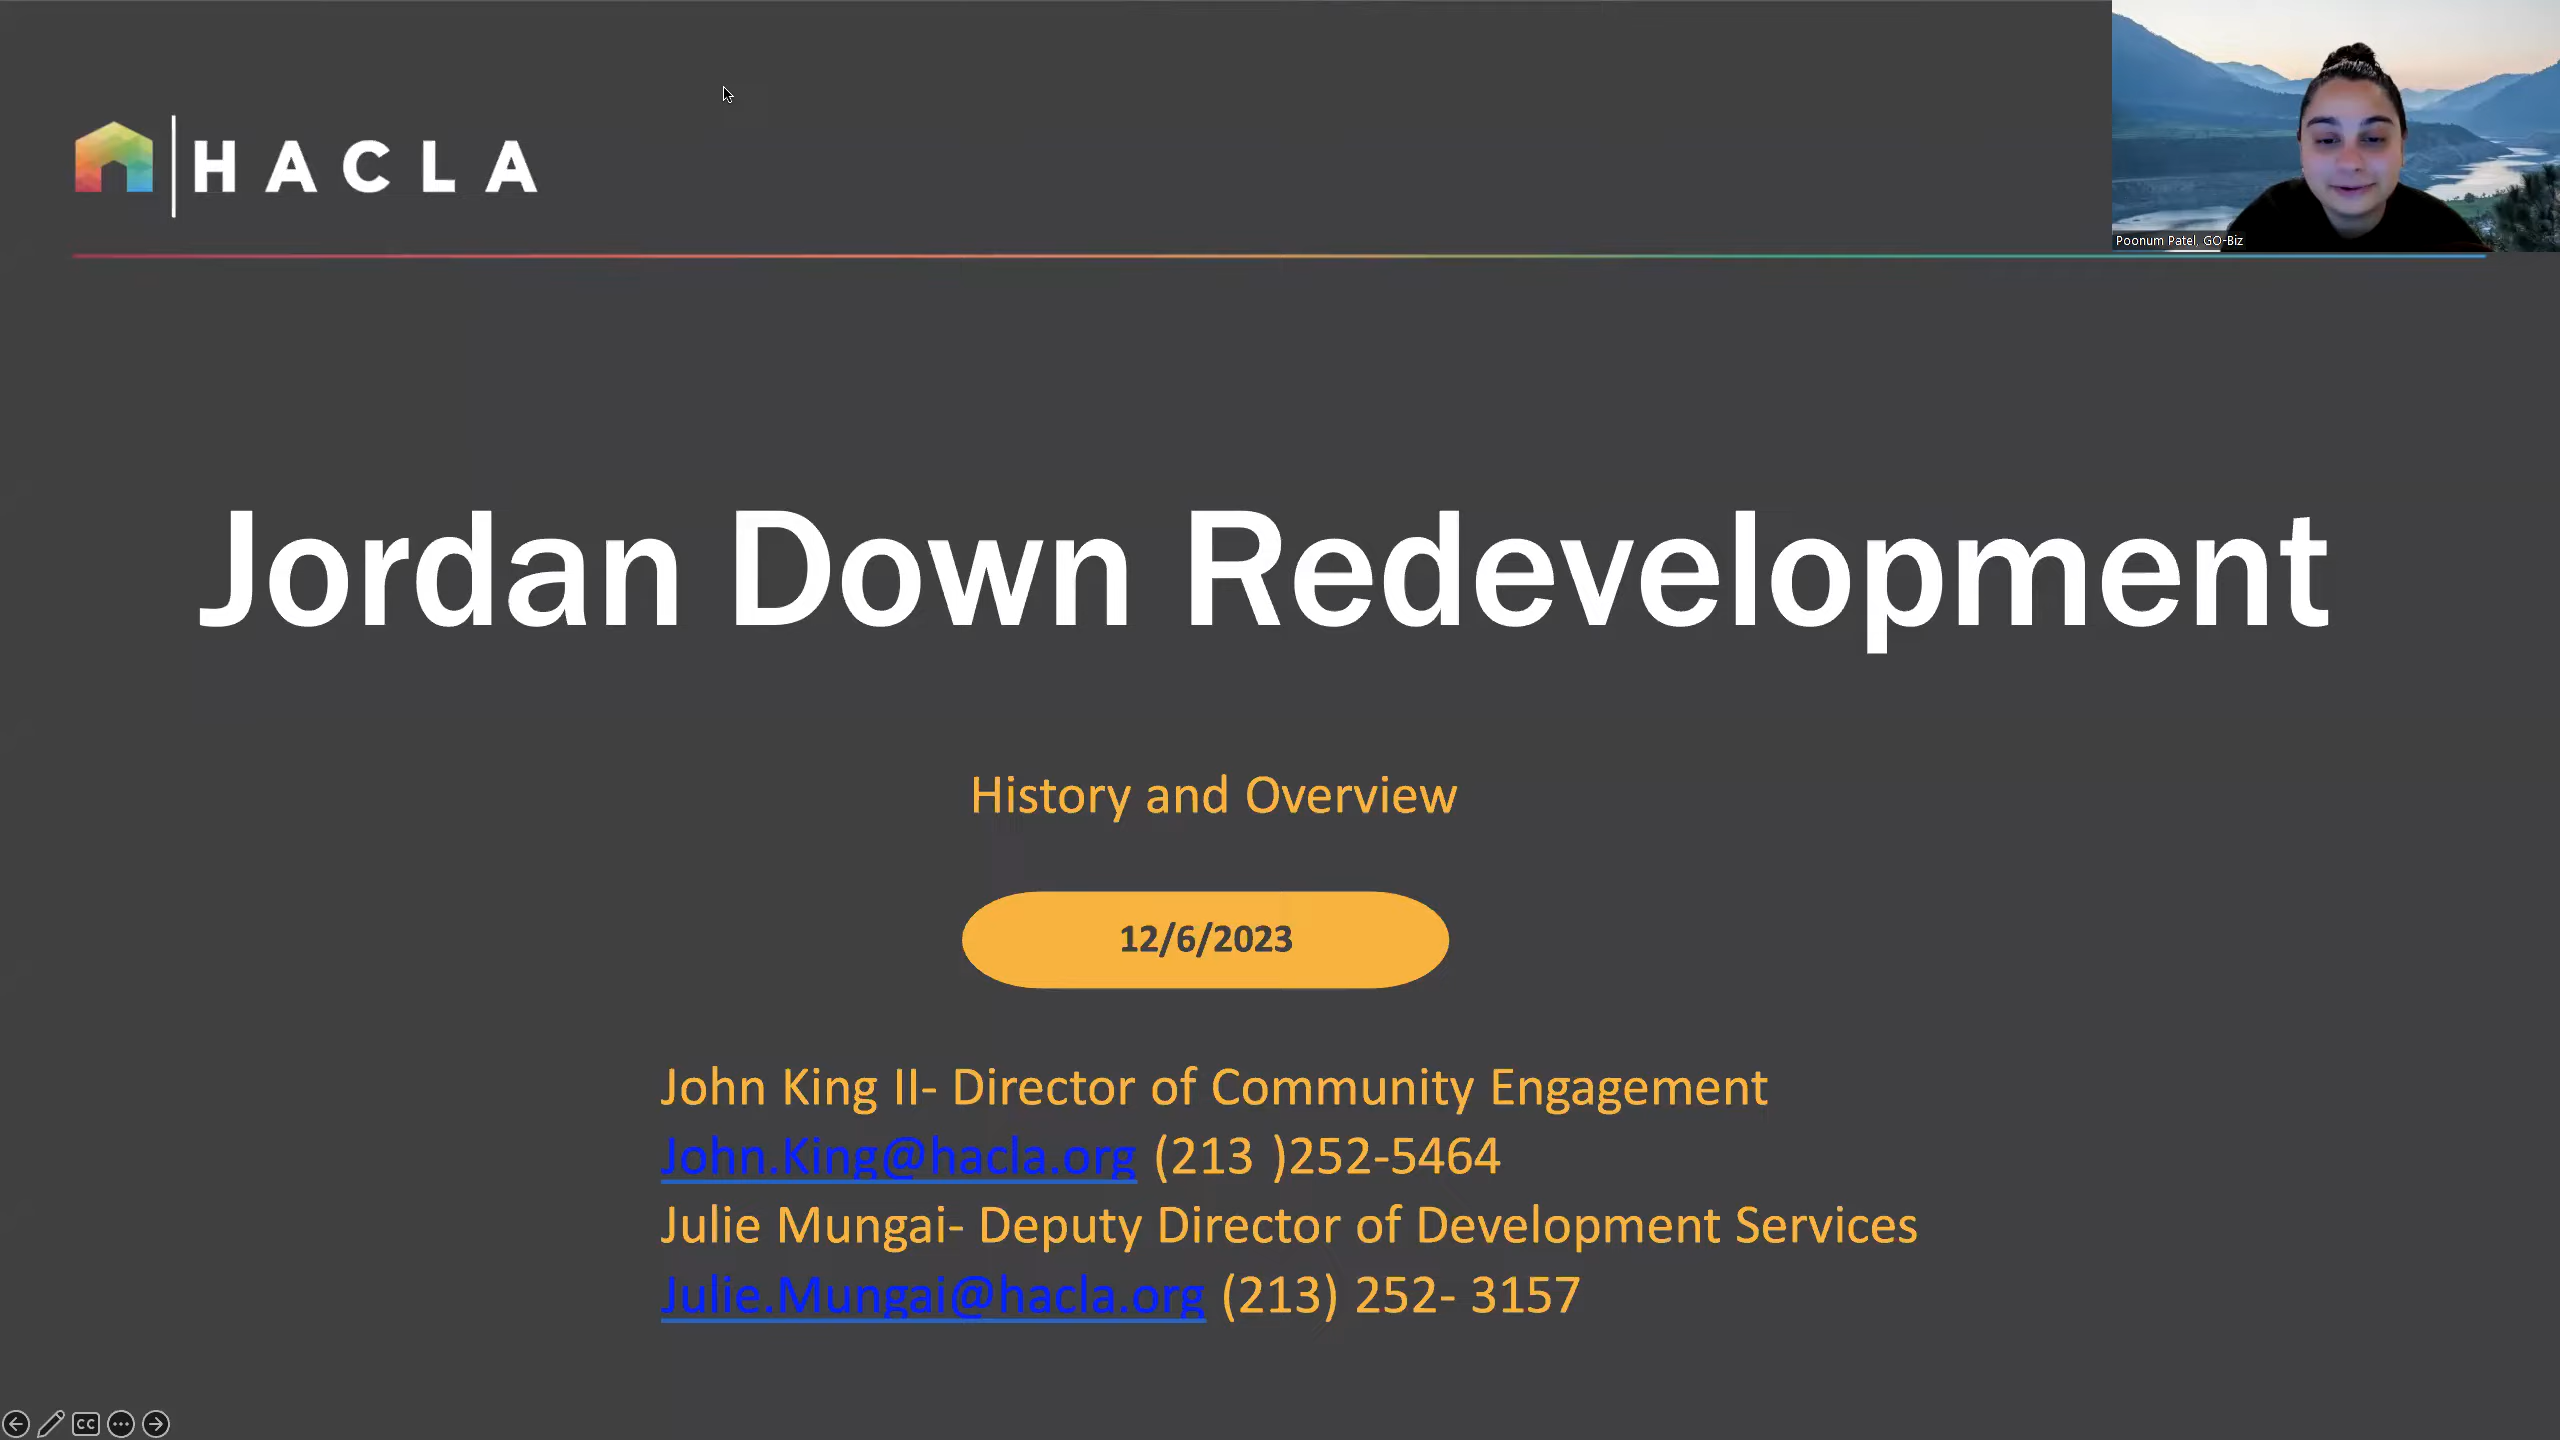 HACLA
Poonum Patel, GO-Biz
Jordan Down Redevelopment
History and Overview
12/6/2023
John King II- Director of Community Engagement
John.King@hacla.org (213 )252-5464
Julie Mungai- Deputy Director of Development Services
Julie.Mungai@hacla.org (213) 252- 3157
CC